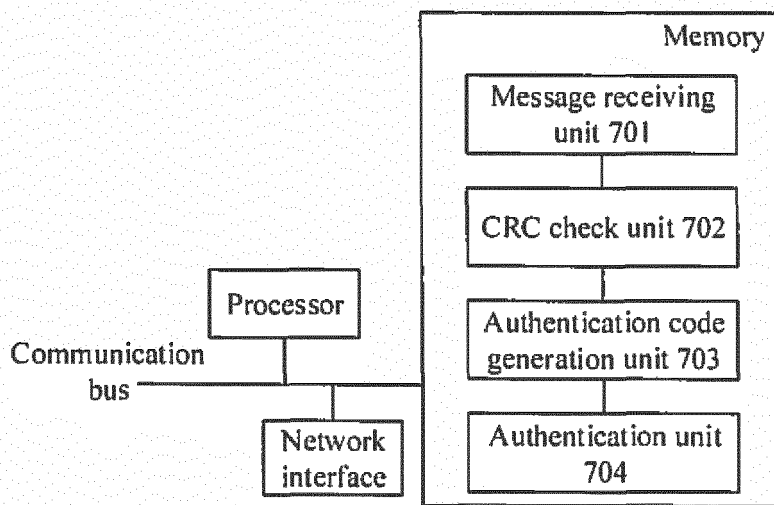 Memory
Message receiving
unit 701
CRC check unit 702
Processor
Authentication code
generation unit 703
Communication
bus
Network
interface
Authentication unit
704